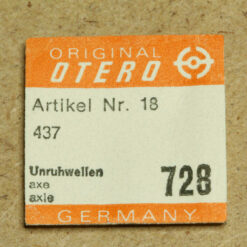 ORIGINAL
OTERO
Artikel Nr. 18
437
Unruhwellen
axe
axle
728
GERMANY